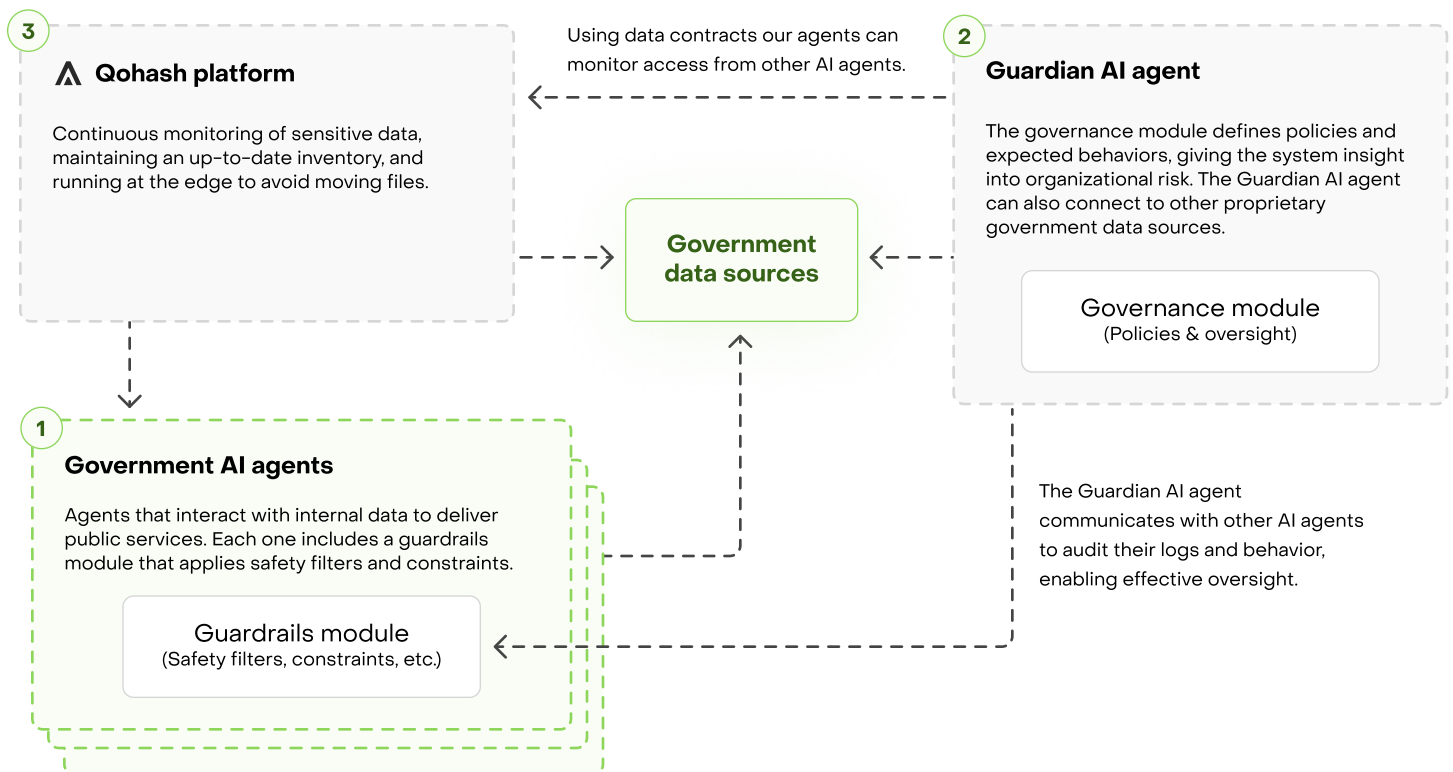 3
Qohash platform
Continuous monitoring of sensitive data,
maintaining an up-to-date inventory, and
running at the edge to avoid moving files.
Using data contracts our agents can
monitor access from other AI agents.
2
Guardian AI agent
The governance module defines policies and
expected behaviors, giving the system insight
into organizational risk. The Guardian AI agent
can also connect to other proprietary
government data sources.
Governance module
(Policies & oversight)
Government
data sources
1
Government AI agents
Agents that interact with internal data to deliver
public services. Each one includes a guardrails
module that applies safety filters and constraints.
Guardrails module
(Safety filters, constraints, etc.)
The Guardian AI agent
communicates with other AI agents
to audit their logs and behavior,
enabling effective oversight.